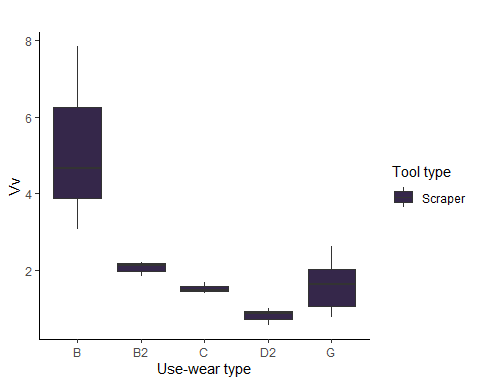 8
6
4
2
Vv
B B2 C D2 G
Use-wear type
Tool type
Scraper